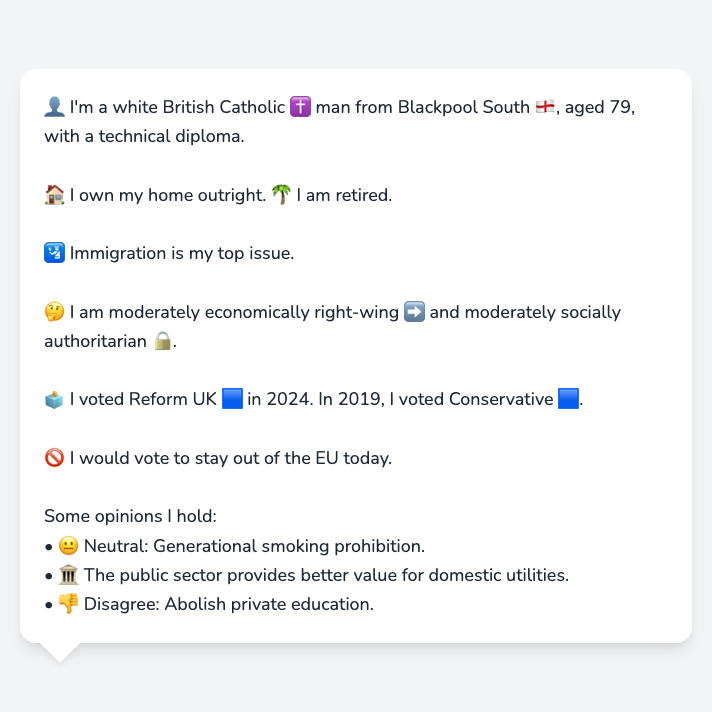 👤 I'm a white British Catholic ✝️ man from Blackpool South 🏴󠁧󠁢󠁥󠁮󠁧󠁿, aged 79,
with a technical diploma.
🏠 I own my home outright. 🌴 I am retired.
🛂 Immigration is my top issue.
🤔 I am moderately economically right-wing ➡️ and moderately socially
authoritarian 🔒.
🗳️ I voted Reform UK 🟦 in 2024. In 2019, I voted Conservative 🟦.
🚫 I would vote to stay out of the EU today.
Some opinions I hold:
• 😐 Neutral: Generational smoking prohibition.
• 🏛️ The public sector provides better value for domestic utilities.
• 👎 Disagree: Abolish private education.